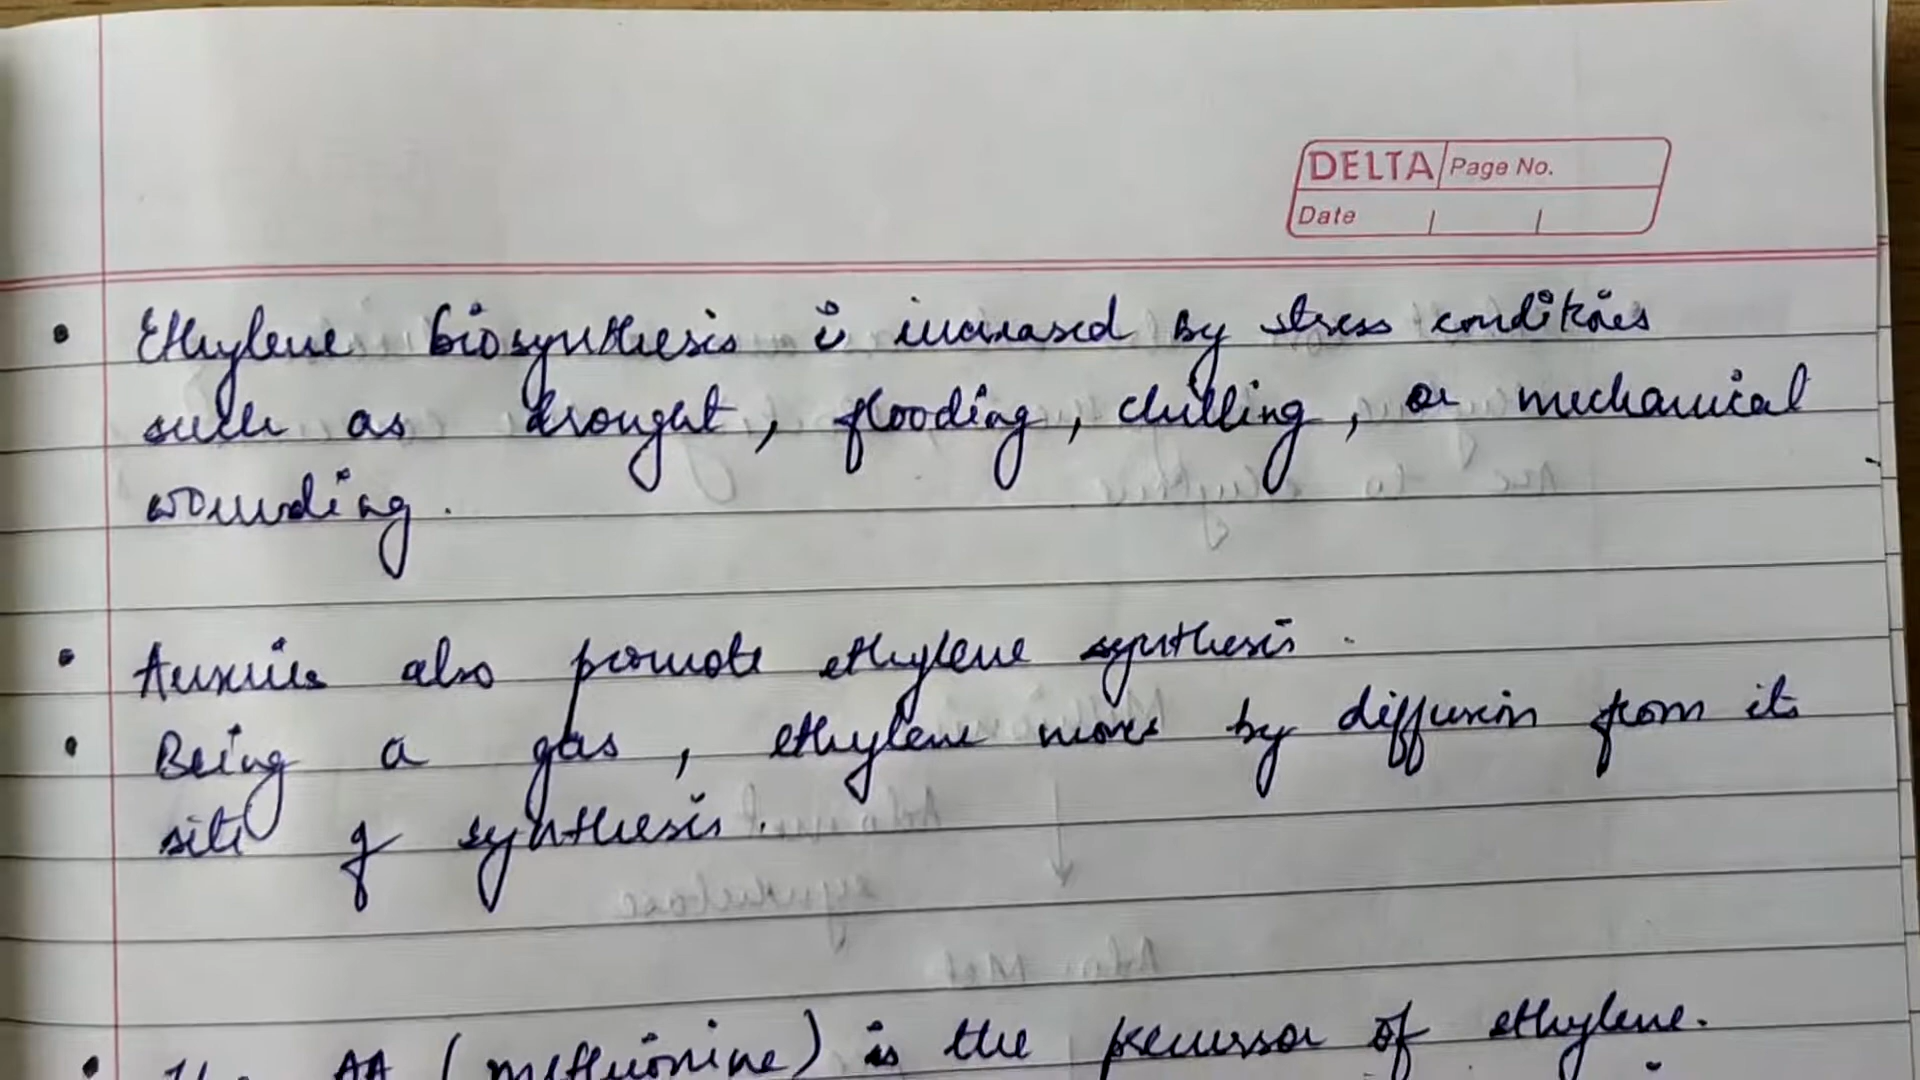 DELTA Page No.
Date
• Ethylene biosynthesis is increased by stress conditions
such as drought, flooding, chilling, or mechanical
wounding.
• Auxins also promote ethylene synthesis.
• Being a gas, ethylene moves by diffusion from its
site of synthesis.
• The AA (methionine) is the precursor of ethylene.